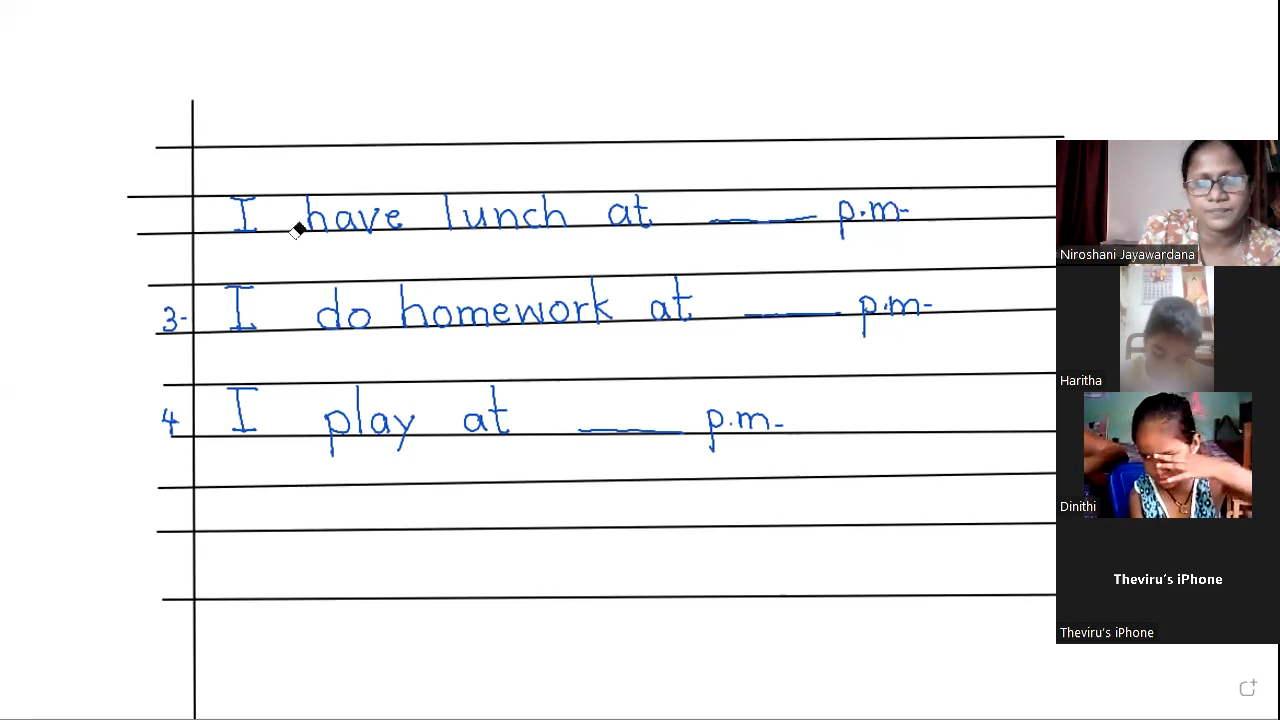 I have lunch at ____ p.m.
3. I do homework at ____ p.m.
4 I play at ____ p.m.
Niroshani Jayawardana
Haritha
Dinithi
Theviru's iPhone
Theviru's iPhone